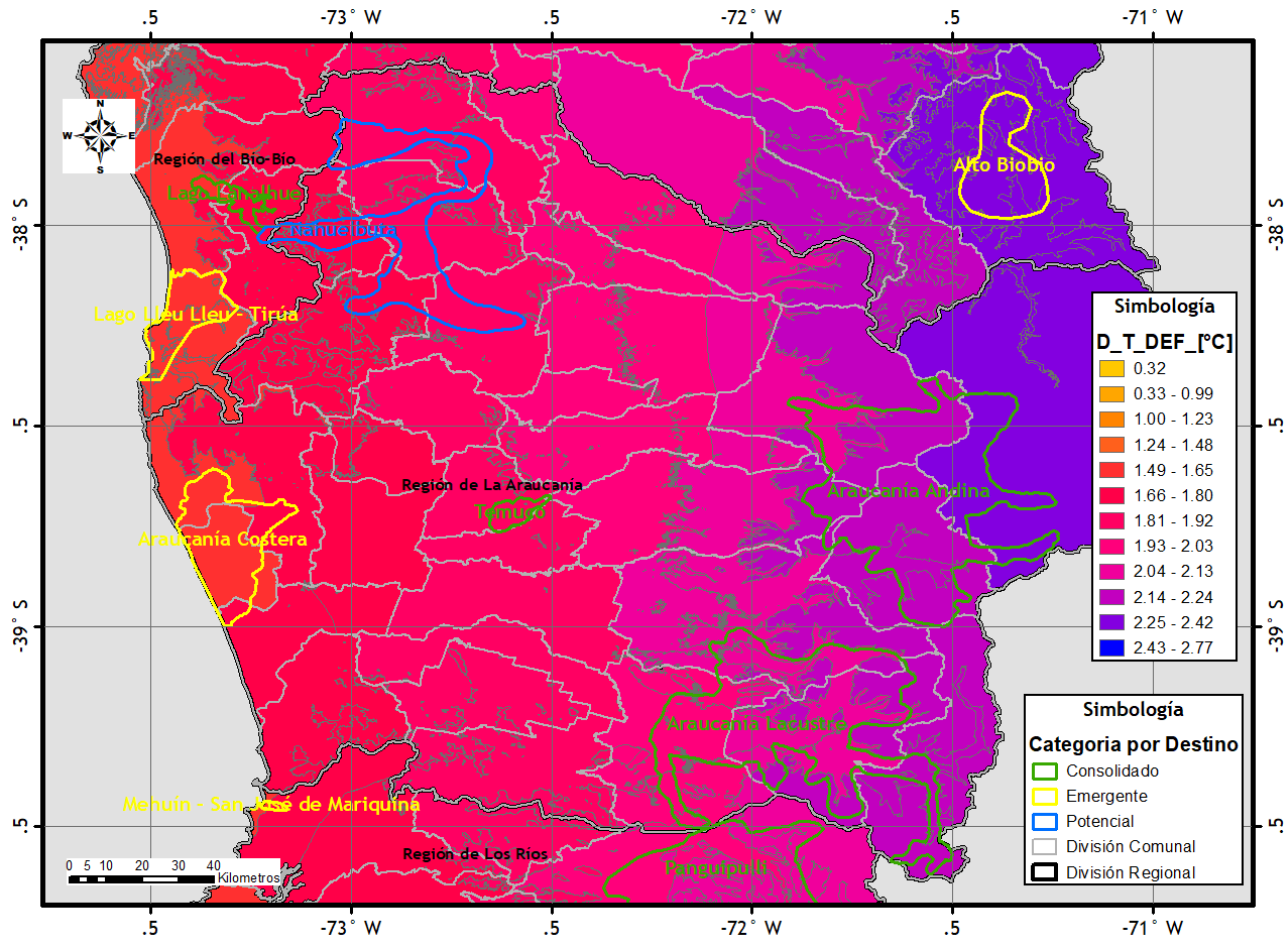 .5
-73° W
.5
-72° W
.5
-71° W
N
W
E
S
Región del Bio-Bio
Lago Lanalhue
Alto Biobio
Nahuelbuta
-38° S
-38° S
Lago Lleu Lleu - Tirúa
Simbología
D_T_DEF_[ºC]
0.32
0.33 - 0.99
1.00 - 1.23
1.24 - 1.48
1.49 - 1.65
1.66 - 1.80
1.81 - 1.92
1.93 - 2.03
2.04 - 2.13
2.14 - 2.24
2.25 - 2.42
2.43 - 2.77
.5
.5
Región de La Araucanía
Temuco
Araucanía Andina
Araucanía Costera
-39° S
-39° S
Araucanía Lacustre
Simbología
Categoria por Destino
Consolidado
Emergente
Potencial
División Comunal
División Regional
Mehuín - San José de Mariquina
.5
.5
Región de Los Ríos
Panguipulli
0 5 10 20 30 40
Kilometros
.5
-73° W
.5
-72° W
.5
-71° W